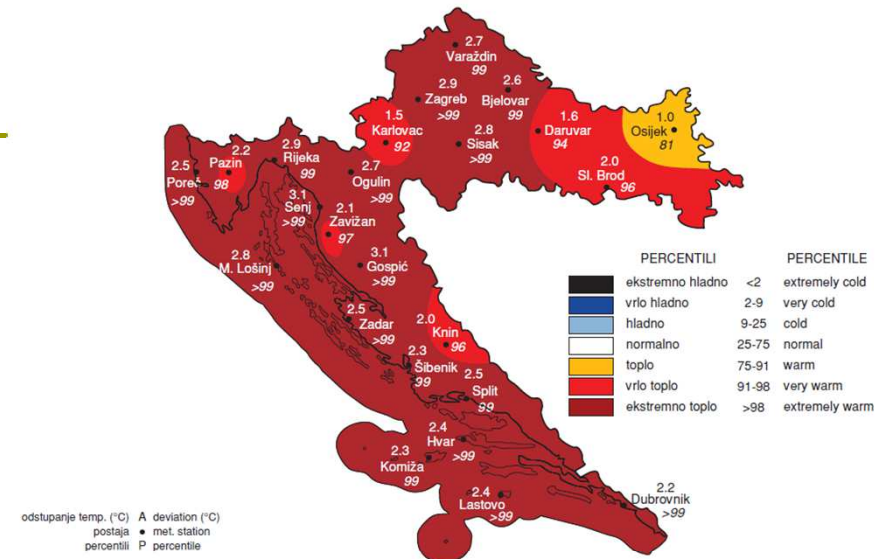 2.7
Varaždin
99
2.9
Zagreb
>99
2.6
Bjelovar
99
1.5
Karlovac
92
2.8
Sisak
>99
1.6
Daruvar
94
1.0
Osijek
81
2.0
Sl. Brod
96
2.5
Poreč
>99
2.2
Pazin
98
2.9
Rijeka
99
2.7
Ogulin
>99
3.1
Senj
>99
2.1
Zavižan
97
2.8
M. Lošinj
>99
3.1
Gospić
>99
2.5
Zadar
>99
2.0
Knin
96
2.3
Šibenik
99
2.5
Split
99
2.4
Hvar
>99
2.3
Komiža
99
2.4
Lastovo
>99
2.2
Dubrovnik
>99
PERCENTILI PERCENTILE
ekstremno hladno <2 extremely cold
vrlo hladno 2-9 very cold
hladno 9-25 cold
normalno 25-75 normal
toplo 75-91 warm
vrlo toplo 91-98 very warm
ekstremno toplo >98 extremely warm
odstupanje temp. (°C) A deviation (°C)
postaja • met. station
percentili P percentile